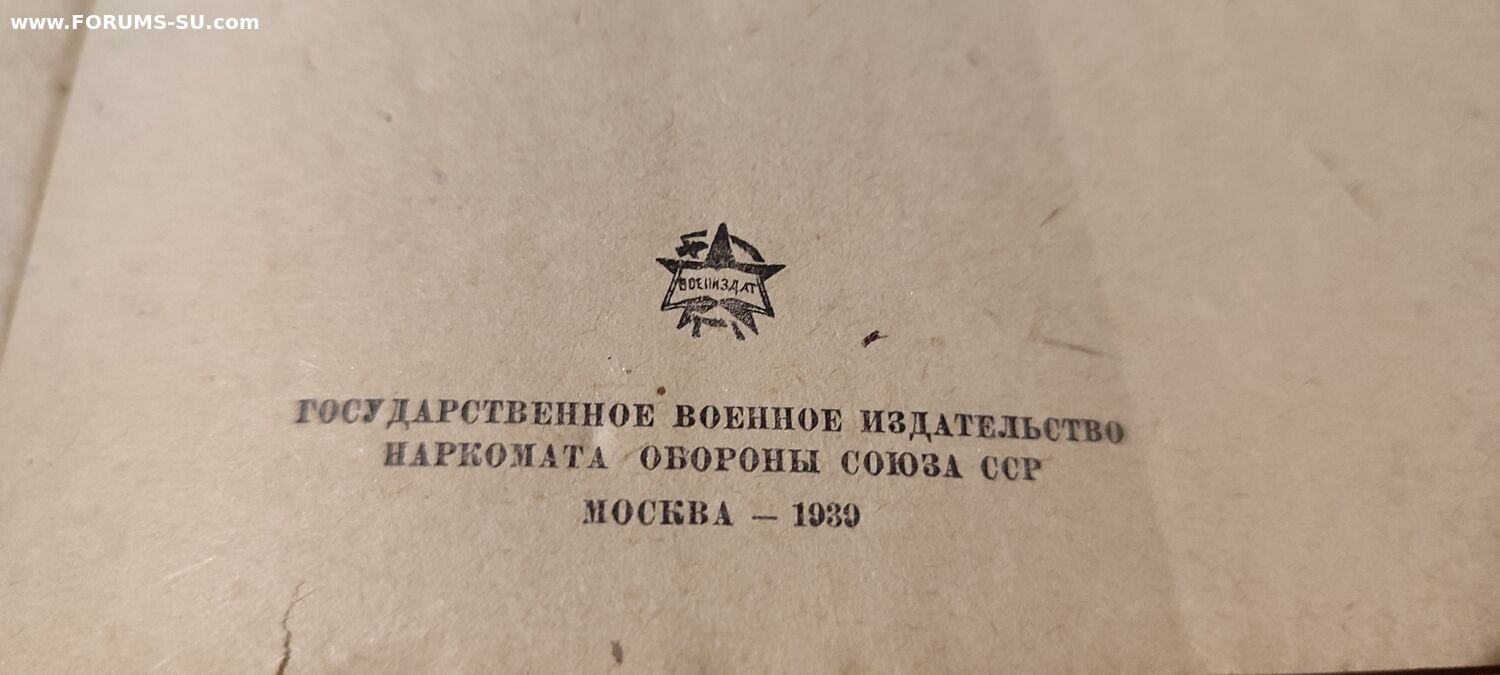 www.FORUMS-SU.com
ВОЕНИЗДАТ
ГОСУДАРСТВЕННОЕ ВОЕННОЕ ИЗДАТЕЛЬСТВО
НАРКОМАТА ОБОРОНЫ СОЮЗА ССР
МОСКВА — 1939